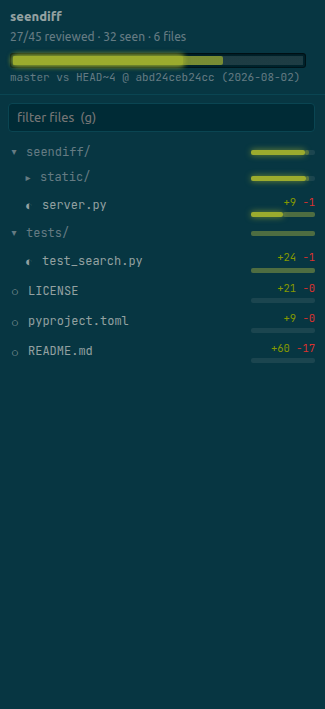 seendiff
27/45 reviewed · 32 seen · 6 files
master vs HEAD~4 @ abd24ceb24cc (2026-08-02)
filter files (g)
▾ seendiff/
▸ static/
server.py +9 -1
▾ tests/
test_search.py +24 -1
LICENSE +21 -0
pyproject.toml +9 -0
README.md +60 -17